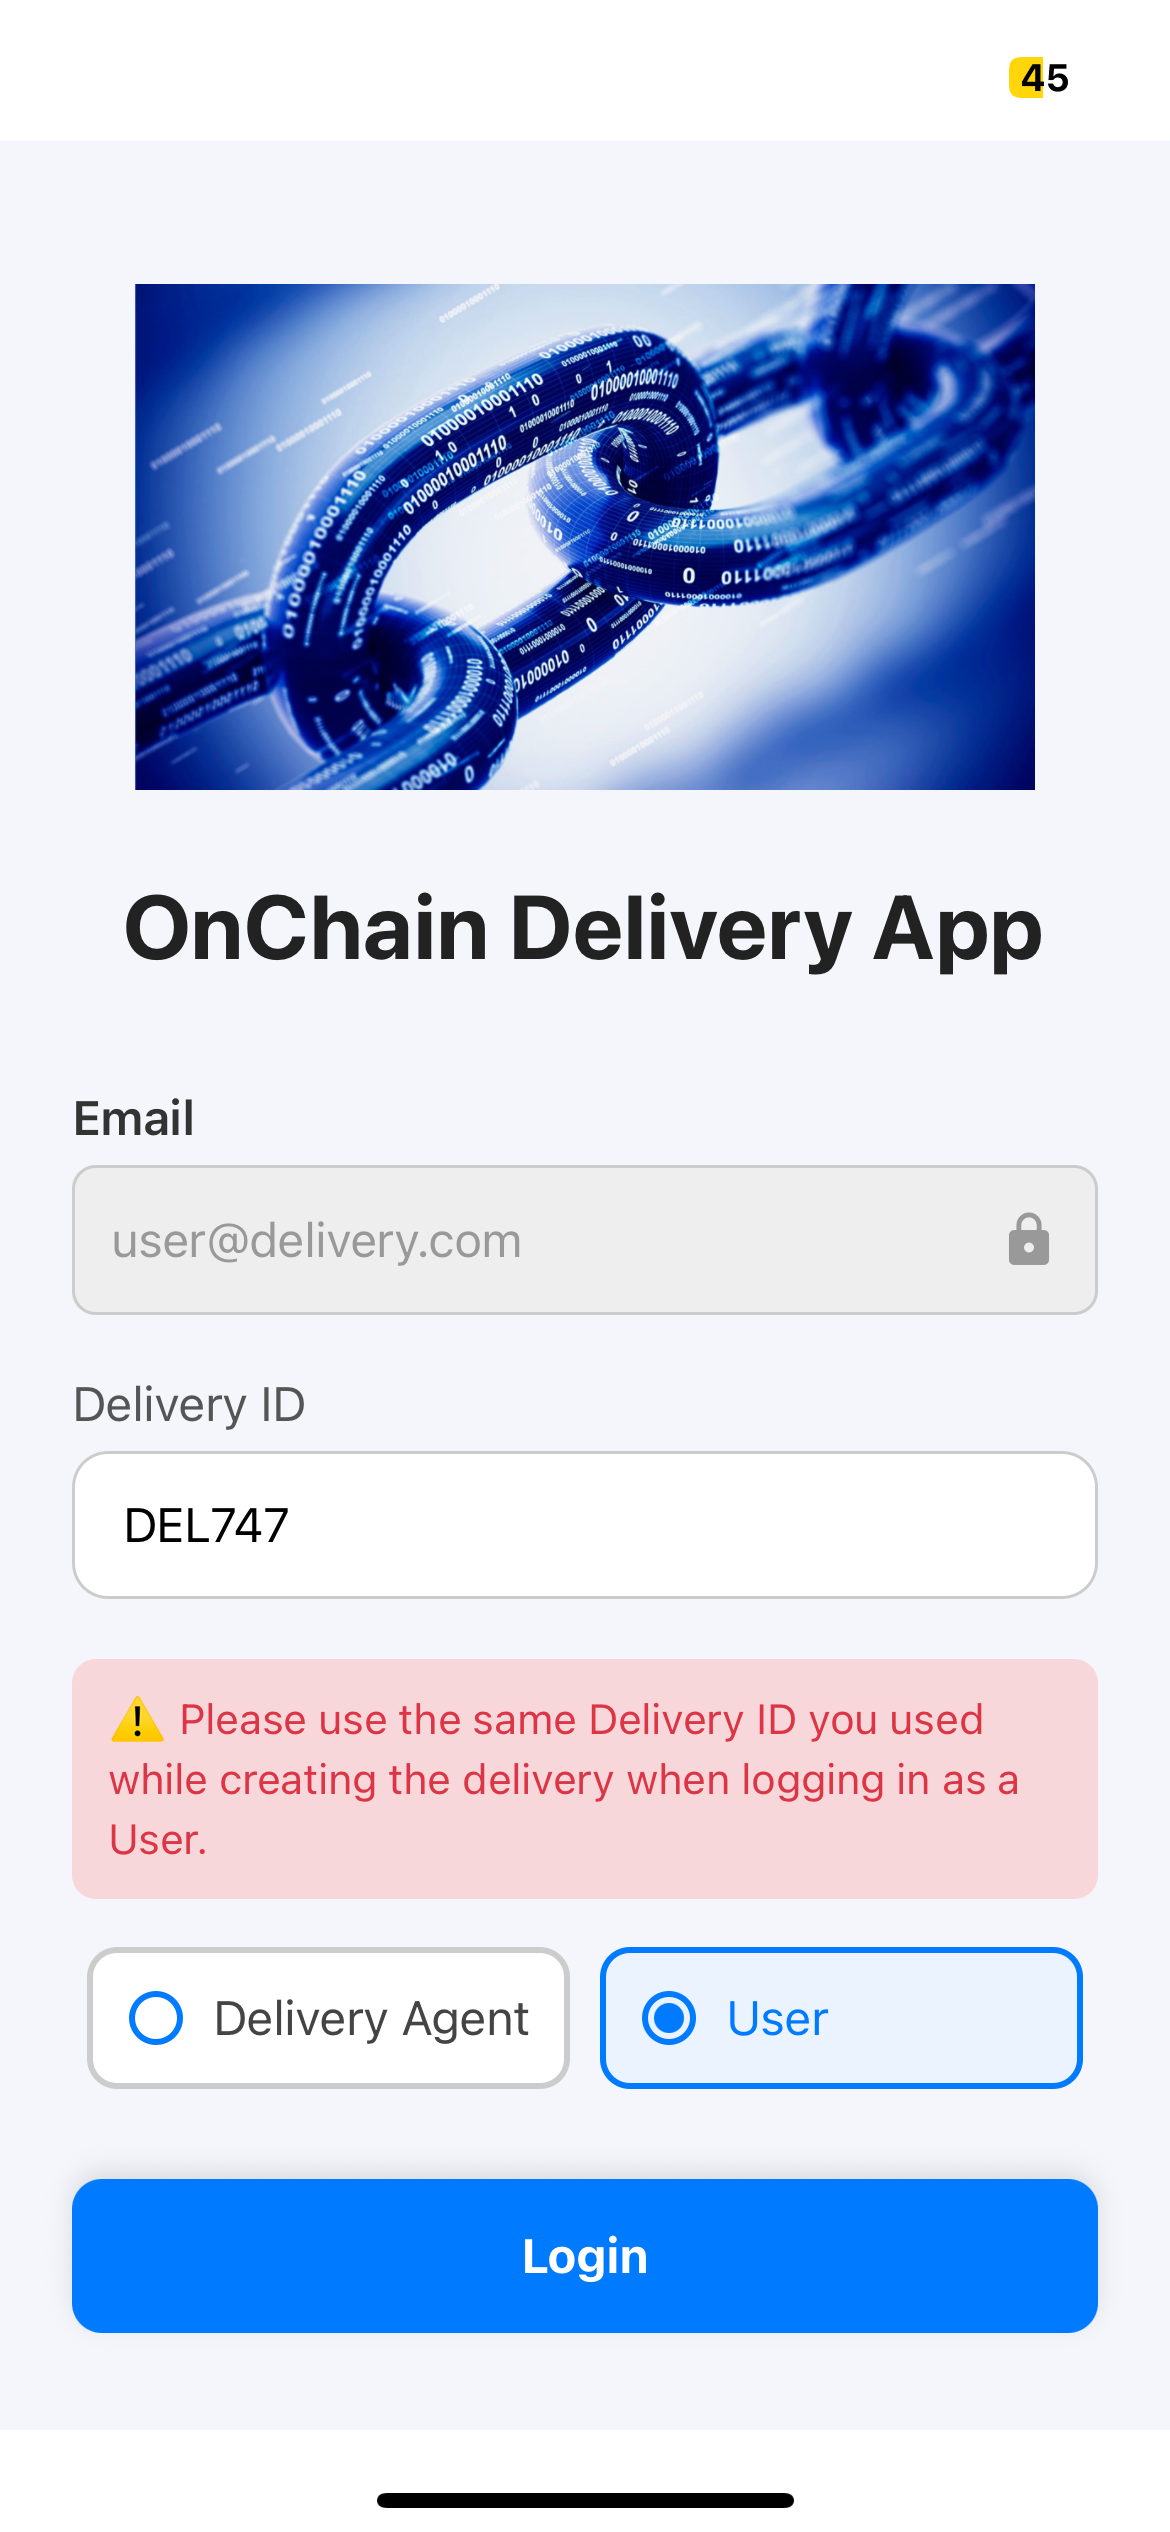 45
OnChain Delivery App
Email
user@delivery.com
Delivery ID
DEL747
⚠️ Please use the same Delivery ID you used
while creating the delivery when logging in as a
User.
Delivery Agent
User
Login